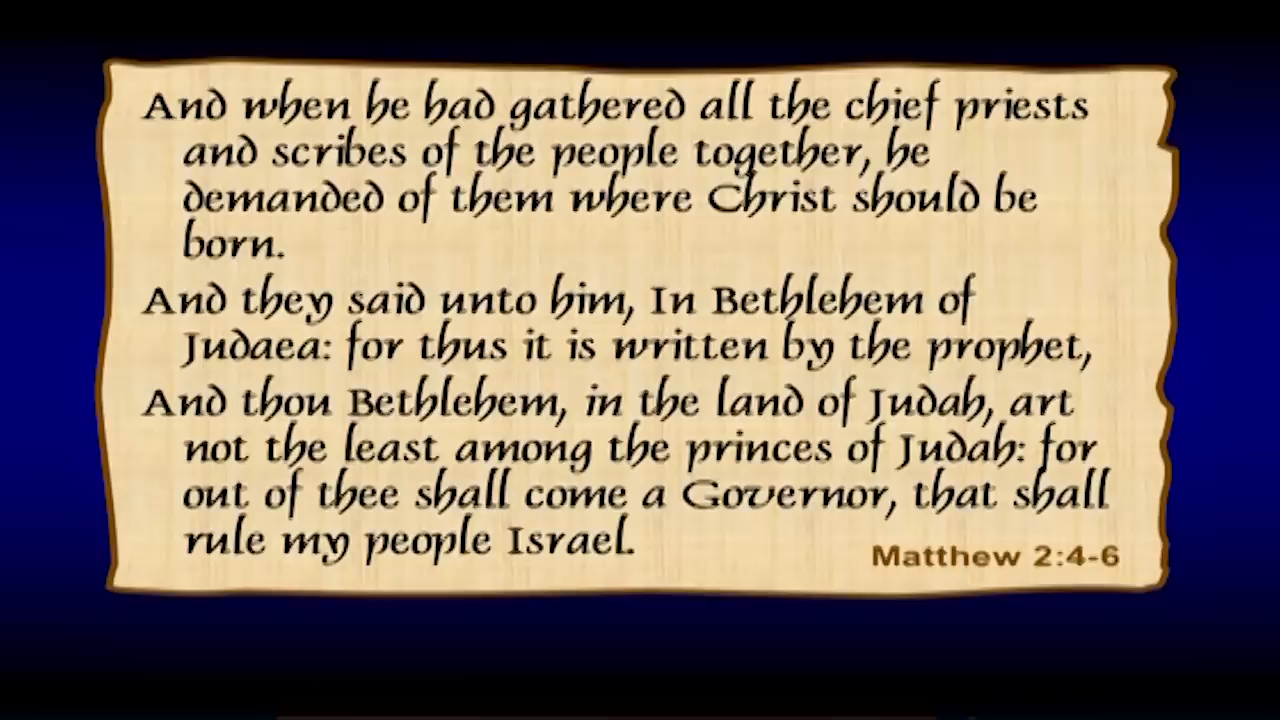 And when he had gathered all the chief priests
and scribes of the people together, he
demanded of them where Christ should be
born.
And they said unto him, In Bethlehem of
Judaea: for thus it is written by the prophet,
And thou Bethlehem, in the land of Judah, art
not the least among the princes of Judah: for
out of thee shall come a Governor, that shall
rule my people Israel.
Matthew 2:4-6